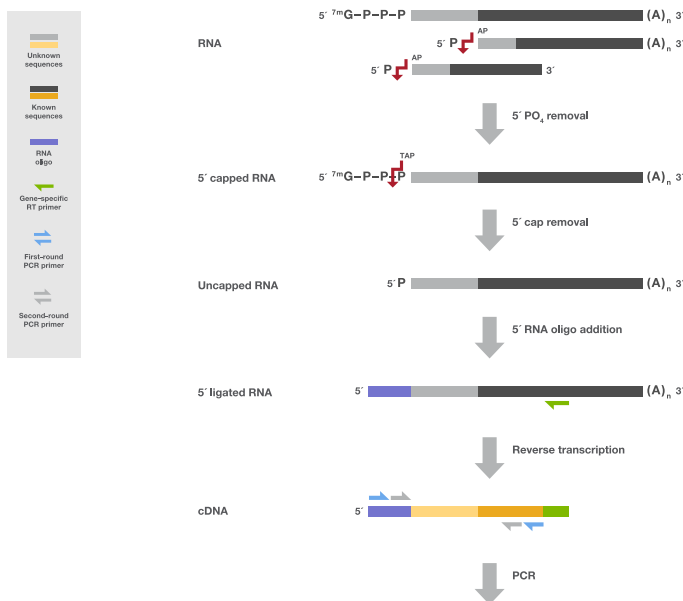 5´ ⁷ᵐG–P–P–P (A)ₙ 3´
AP
RNA 5´ P (A)ₙ 3´
AP
5´ P 3´
5´ PO₄ removal
TAP
5´ capped RNA 5´ ⁷ᵐG–P–P–P (A)ₙ 3´
5´ cap removal
Uncapped RNA 5´ P (A)ₙ 3´
5´ RNA oligo addition
5´ ligated RNA 5´ (A)ₙ 3´
Reverse transcription
cDNA 5´
PCR
Unknown
sequences
Known
sequences
RNA
oligo
Gene-specific
RT primer
First-round
PCR primer
Second-round
PCR primer